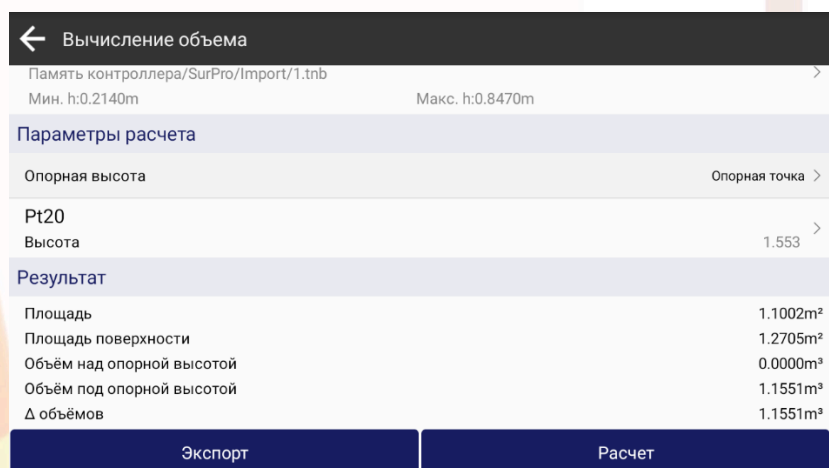 Вычисление объема
Память контроллера/SurPro/Import/1.tnb
Мин. h:0.2140m Макс. h:0.8470m
Параметры расчета
Опорная высота Опорная точка
Pt20
Высота 1.553
Результат
Площадь 1.1002m²
Площадь поверхности 1.2705m²
Объём над опорной высотой 0.0000m³
Объём под опорной высотой 1.1551m³
Δ объёмов 1.1551m³
Экспорт Расчет